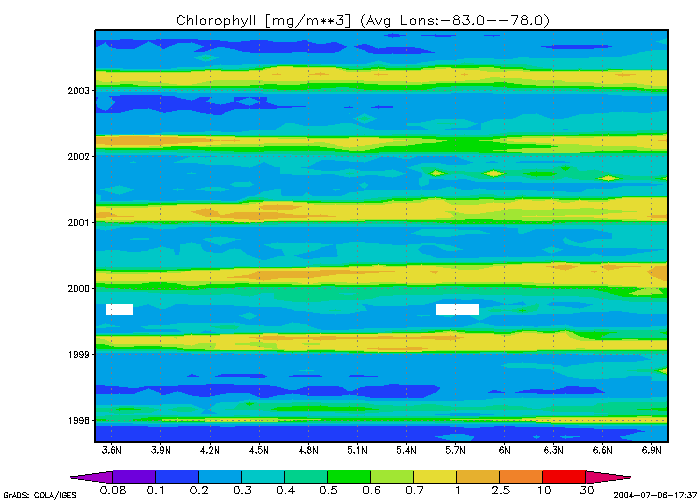 Chlorophyll [mg/m**3] (Avg Lons:-83.0--78.0)
2003
2002
2001
2000
1999
1998
3.6N 3.9N 4.2N 4.5N 4.8N 5.1N 5.4N 5.7N 6N 6.3N 6.6N 6.9N
0.08 0.1 0.2 0.3 0.4 0.5 0.6 0.7 1 2.5 10 30
GrADS: COLA/IGES 2004-07-06-17:37